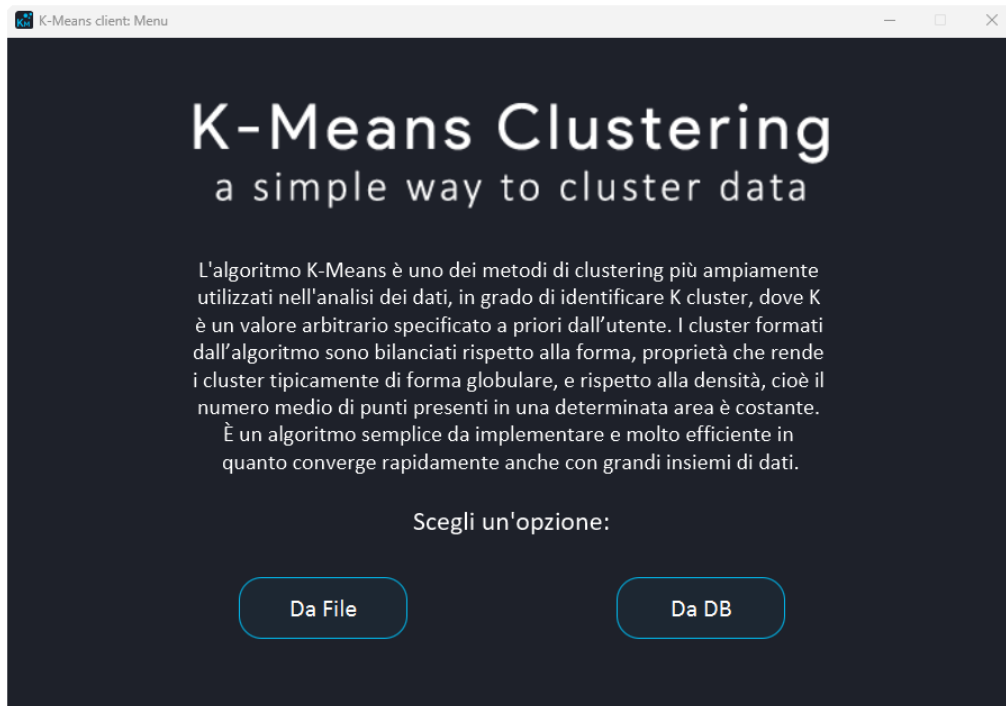 K-Means client: Menu
K-Means Clustering
a simple way to cluster data
L'algoritmo K-Means è uno dei metodi di clustering più ampiamente
utilizzati nell'analisi dei dati, in grado di identificare K cluster, dove K
è un valore arbitrario specificato a priori dall’utente. I cluster formati
dall’algoritmo sono bilanciati rispetto alla forma, proprietà che rende
i cluster tipicamente di forma globulare, e rispetto alla densità, cioè il
numero medio di punti presenti in una determinata area è costante.
È un algoritmo semplice da implementare e molto efficiente in
quanto converge rapidamente anche con grandi insiemi di dati.
Scegli un'opzione:
Da File
Da DB